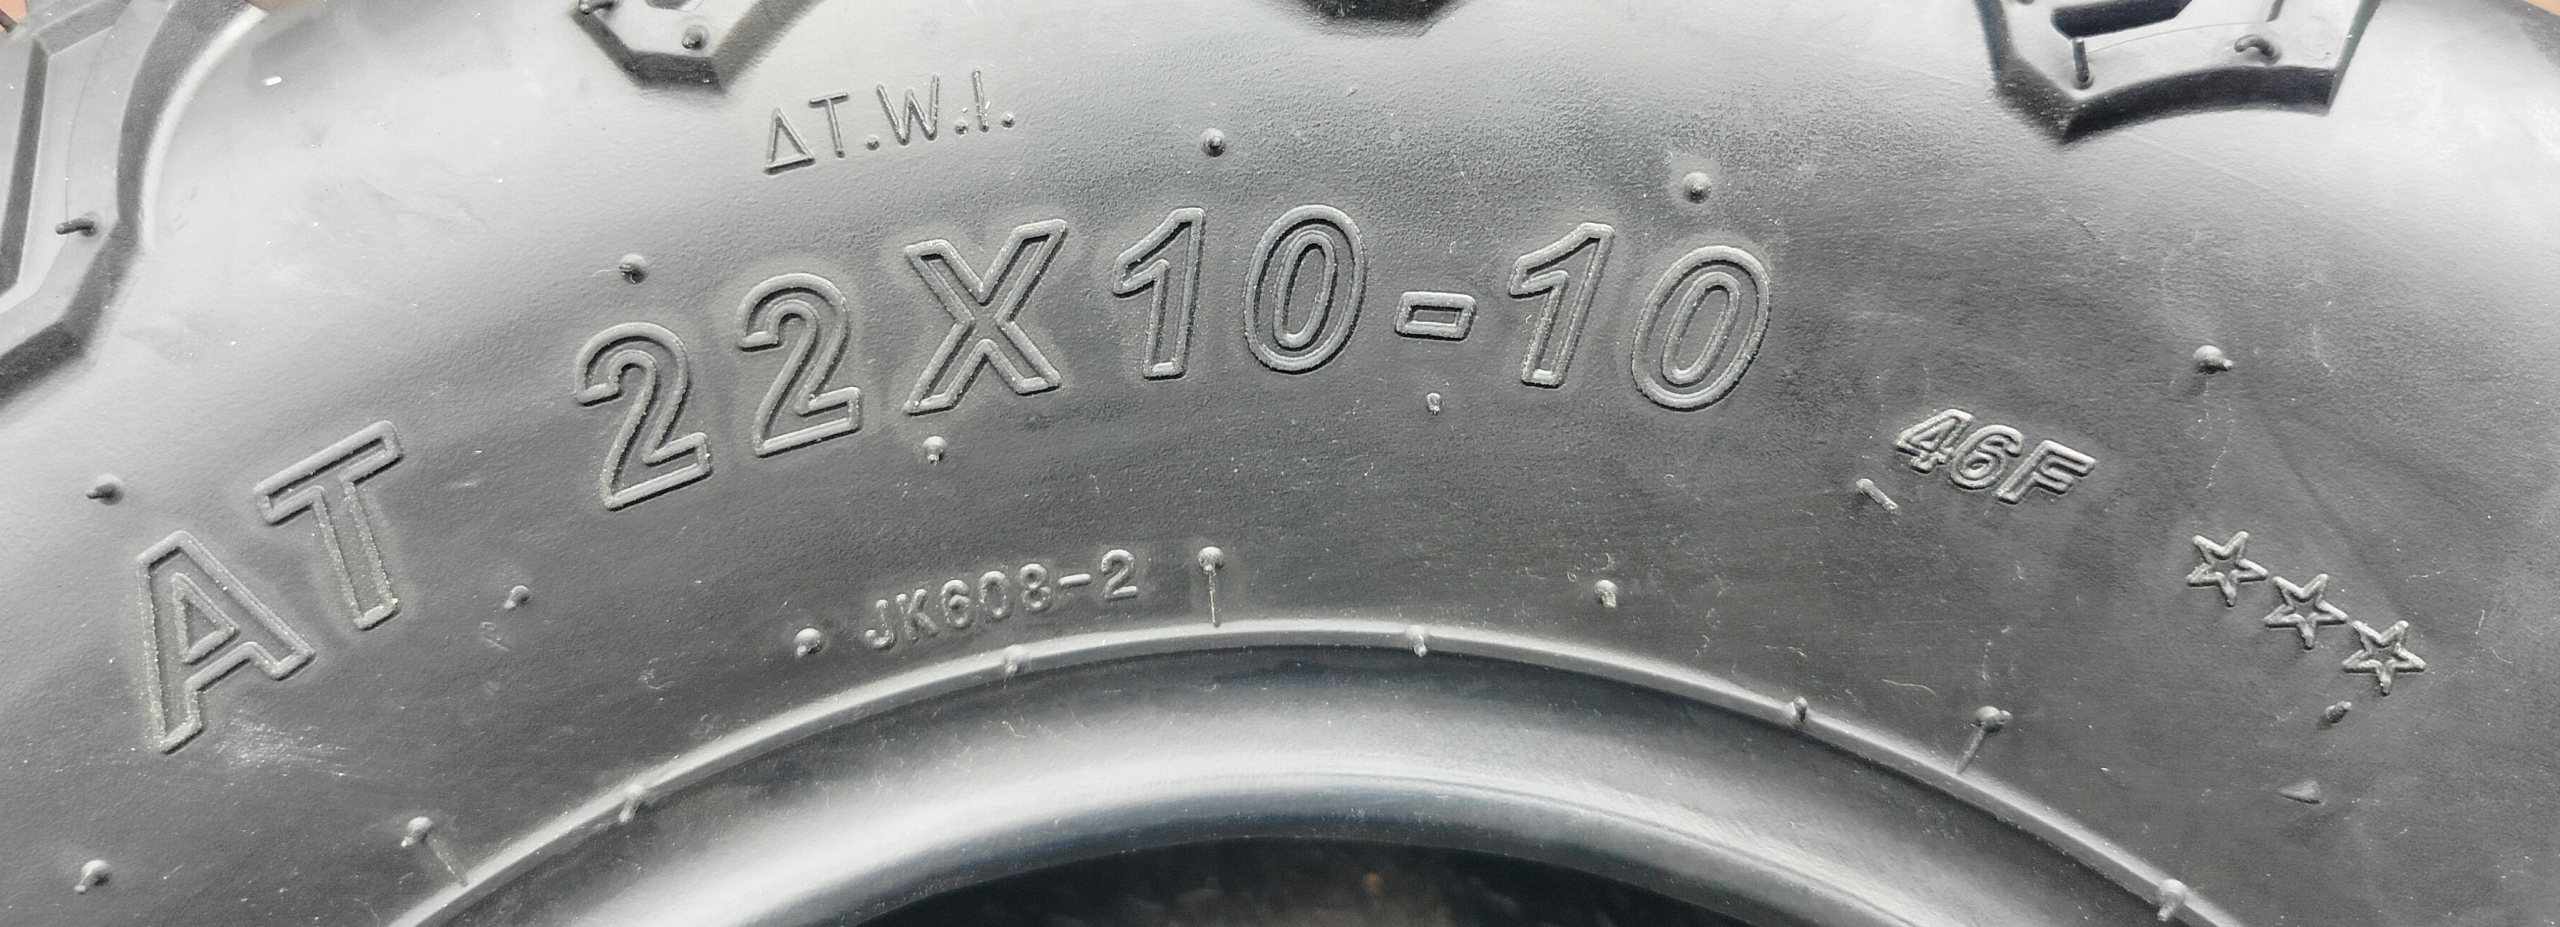 ΔT.W.I.
AT 22X10-10 46F ☆☆☆
JK608-2